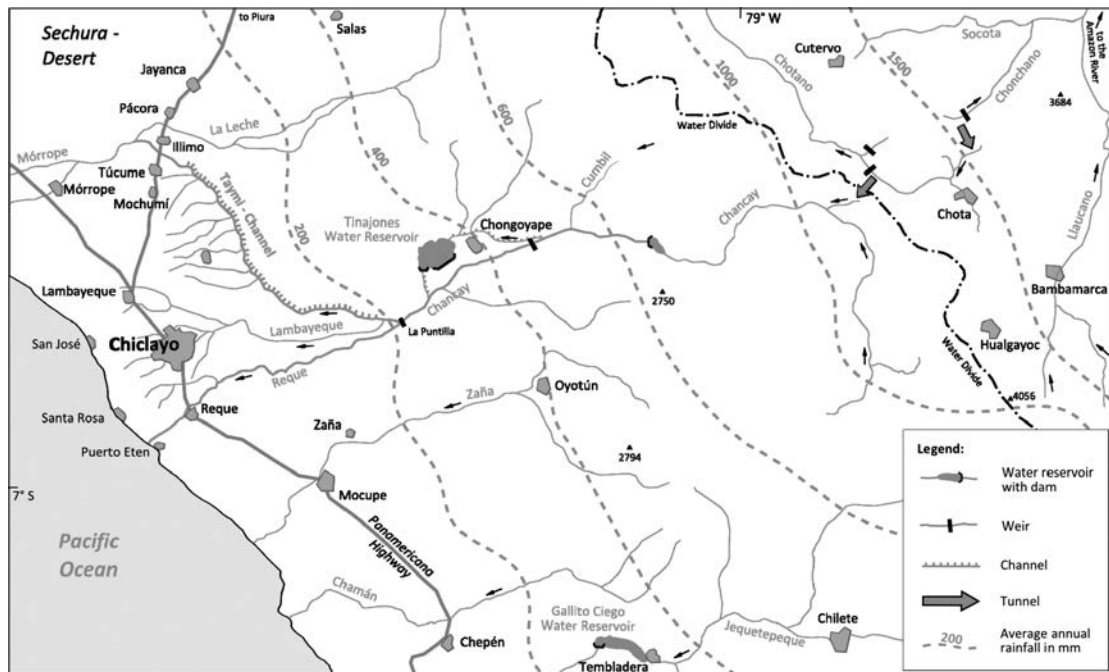 to Piura
Salas
79° W
Sechura -
Desert
Cutervo
Socota
to the
Amazon River
Jayanca
Chotano
1000
1500
Chonchano
3684
Pácora
La Leche
600
Water Divide
Illimo
Mórrope
Túcume
400
Cumbil
Mórrope
Mochumí
Taymi - Channel
200
Tinajones
Water Reservoir
Chongoyape
Chancay
Chota
Llaucano
Lambayeque
Chancay
2750
Bambamarca
Lambayeque
La Puntilla
San José
Chiclayo
Hualgayoc
Water Divide
Reque
Oyotún
Zaña
4056
Santa Rosa
Reque
Zaña
Puerto Eten
2794
7° S
Mocupe
Panamericana
Highway
Pacific
Ocean
Chamán
Gallito Ciego
Water Reservoir
Chilete
Jequetepeque
Chepén
Tembladera
Legend:
Water reservoir
with dam
Weir
Channel
Tunnel
200
Average annual
rainfall in mm